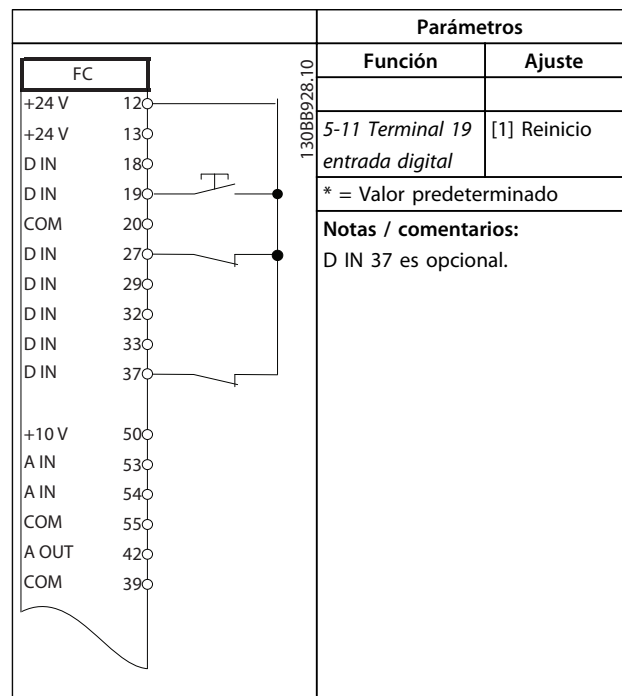 FC
+24 V 12
+24 V 13
D IN 18
D IN 19
COM 20
D IN 27
D IN 29
D IN 32
D IN 33
D IN 37
+10 V 50
A IN 53
A IN 54
COM 55
A OUT 42
COM 39
130BB928.10
Parámetros
Función Ajuste
5-11 Terminal 19 [1] Reinicio
entrada digital
* = Valor predeterminado
Notas / comentarios:
D IN 37 es opcional.